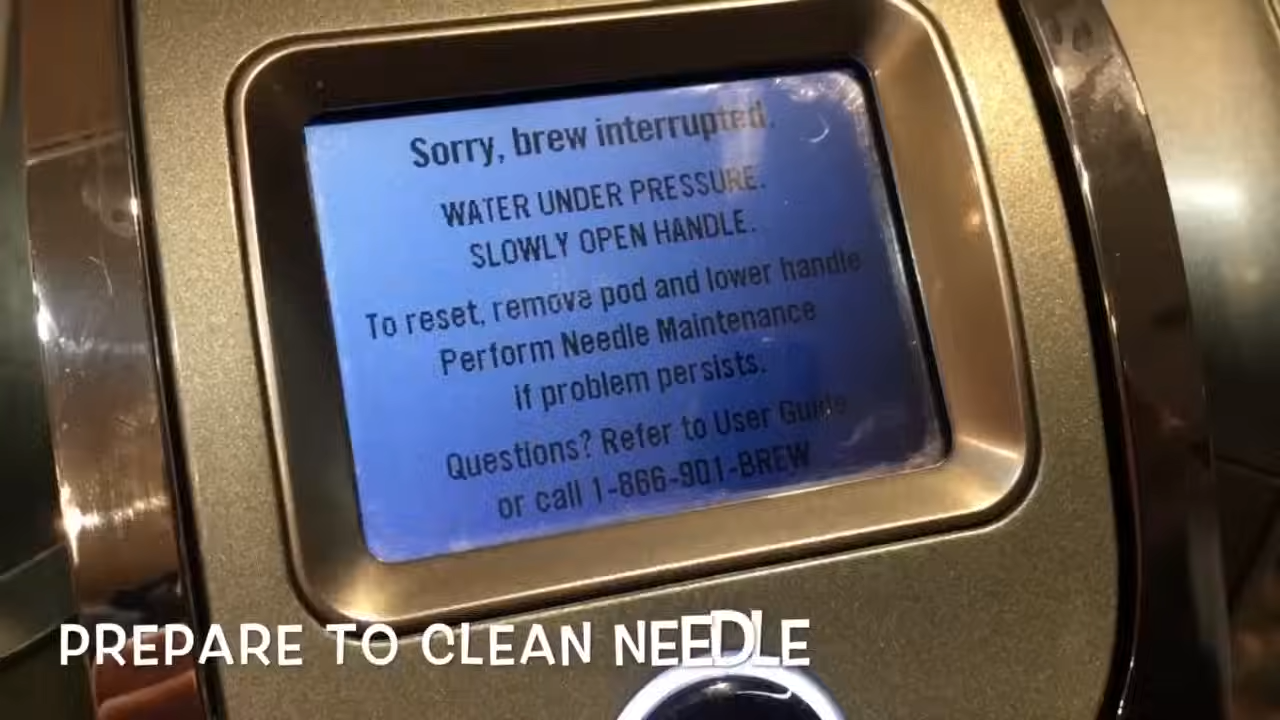 Sorry, brew interrupted.
WATER UNDER PRESSURE.
SLOWLY OPEN HANDLE.
To reset, remove pod and lower handle
Perform Needle Maintenance
if problem persists.
Questions? Refer to User Guide
or call 1-866-901-BREW
PREPARE TO CLEAN NEEDLE